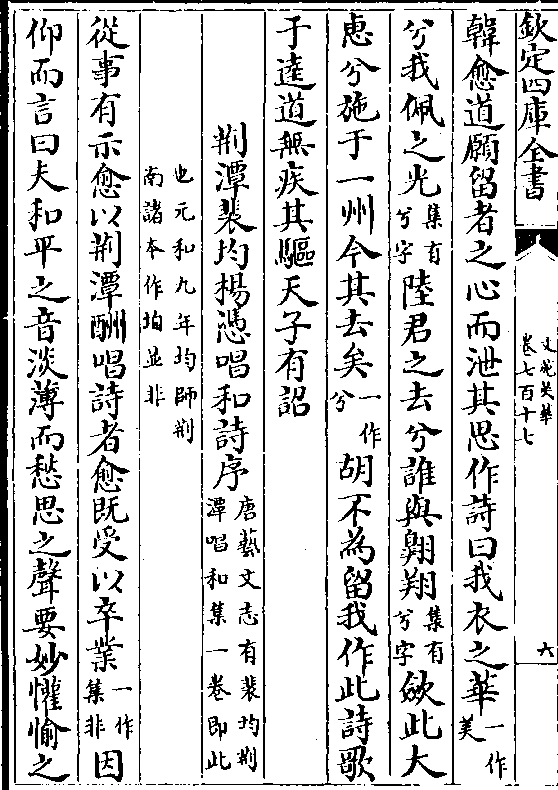 欽定四庫全書
文苑英華
卷七百十七
六
韓愈道願留者之心而泄其思作詩曰我衣之華一作美
兮我佩之光集有兮字陸君之去兮誰與翺翔集有兮字斂此大
惠兮施于一州今其去矣一作兮胡不為留我作此詩歌
于逵道無疾其驅天子有詔
荆潭裴均楊憑唱和詩序唐藝文志有裴均荆潭唱和集一卷即此
也元和九年均師荆南諸本作垍並非
從事有示愈以荆潭酬唱詩者愈既受以卒業一作集非因
仰而言曰夫和平之音淡薄而愁思之聲要妙懽愉之